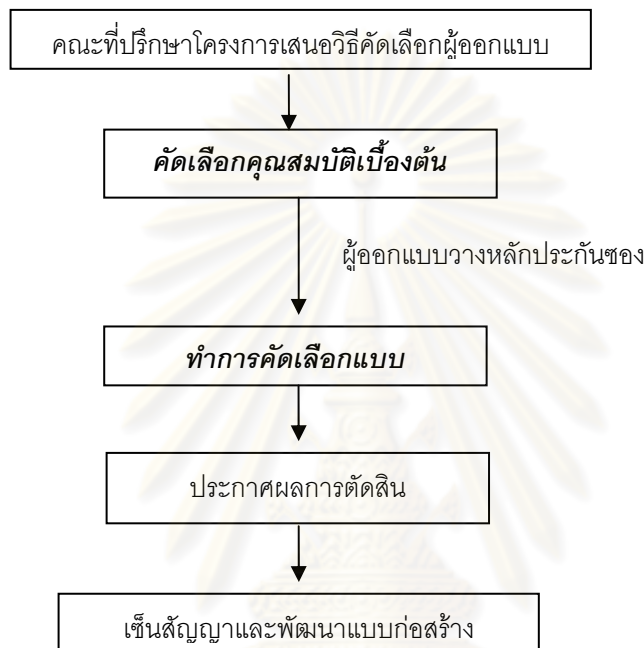 คณะที่ปรึกษาโครงการเสนอวิธีคัดเลือกผู้ออกแบบ
คัดเลือกคุณสมบัติเบื้องต้น
ผู้ออกแบบวางหลักประกันซอง
ทำการคัดเลือกแบบ
ประกาศผลการตัดสิน
เซ็นสัญญาและพัฒนาแบบก่อสร้าง